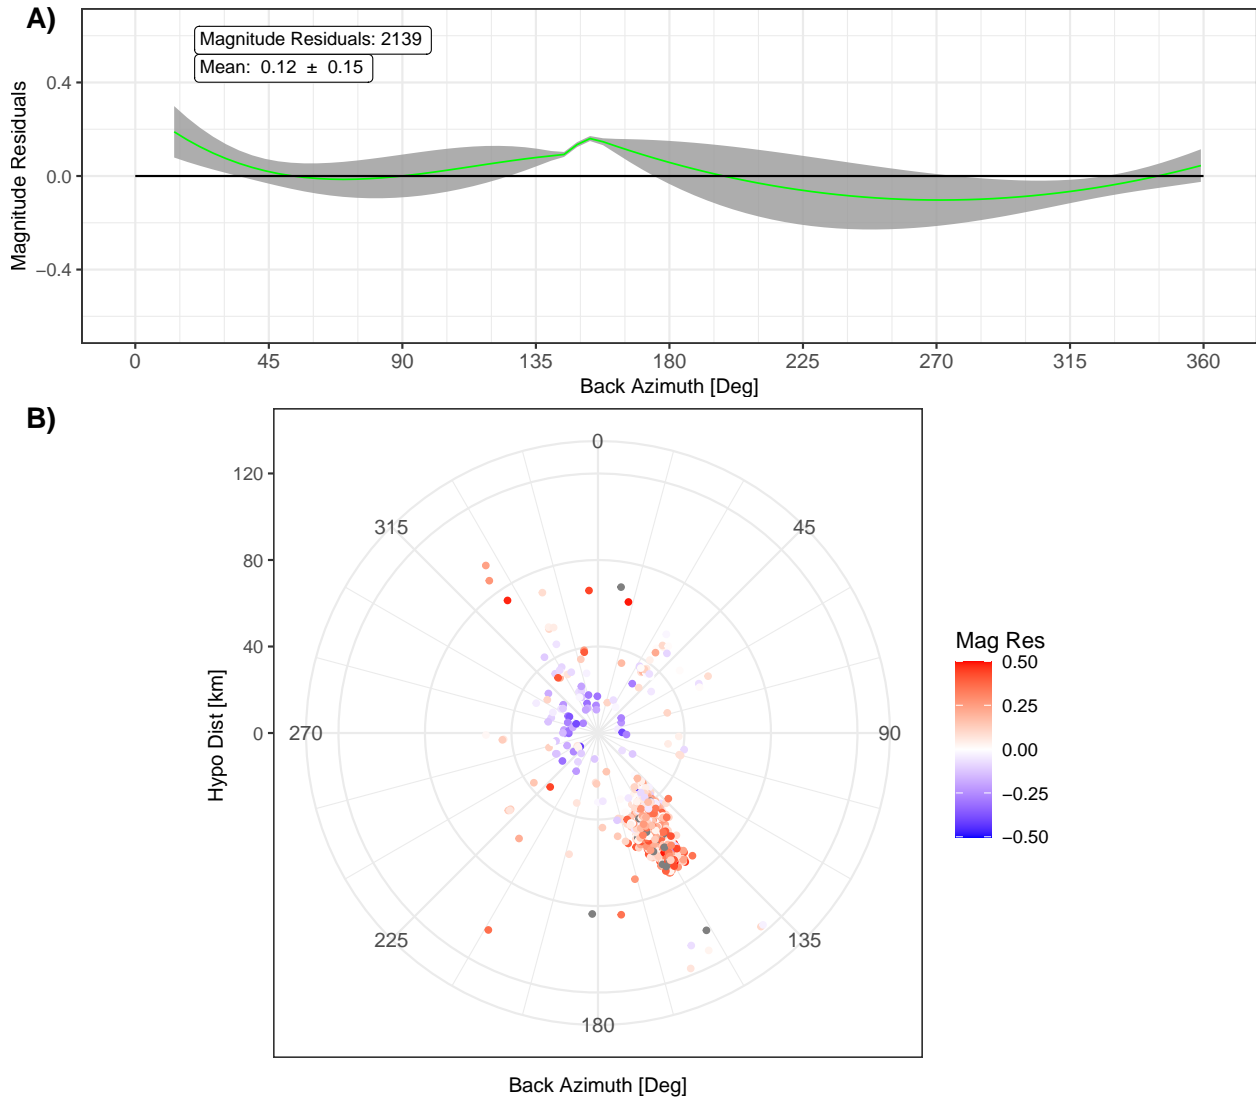 A)
Magnitude Residuals: 2139
Mean:  0.12  ±  0.15
Magnitude Residuals
0.4
0.0
−0.4
0 45 90 135 180 225 270 315 360
Back Azimuth [Deg]
B)
Hypo Dist [km]
120
80
40
0
0
45
90
135
180
225
270
315
Back Azimuth [Deg]
Mag Res
0.50
0.25
0.00
−0.25
−0.50